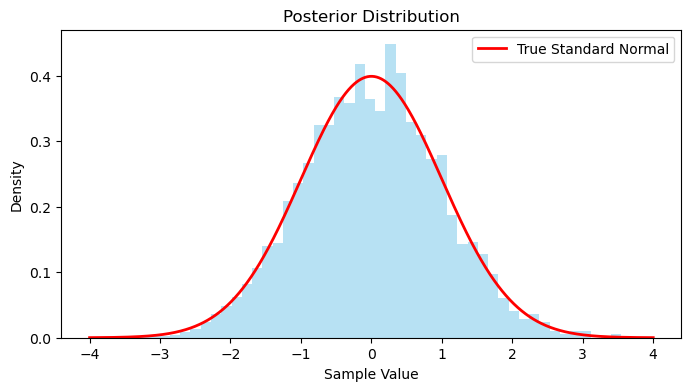 Posterior Distribution
True Standard Normal
Density
0.4
0.3
0.2
0.1
0.0
−4 −3 −2 −1 0 1 2 3 4
Sample Value